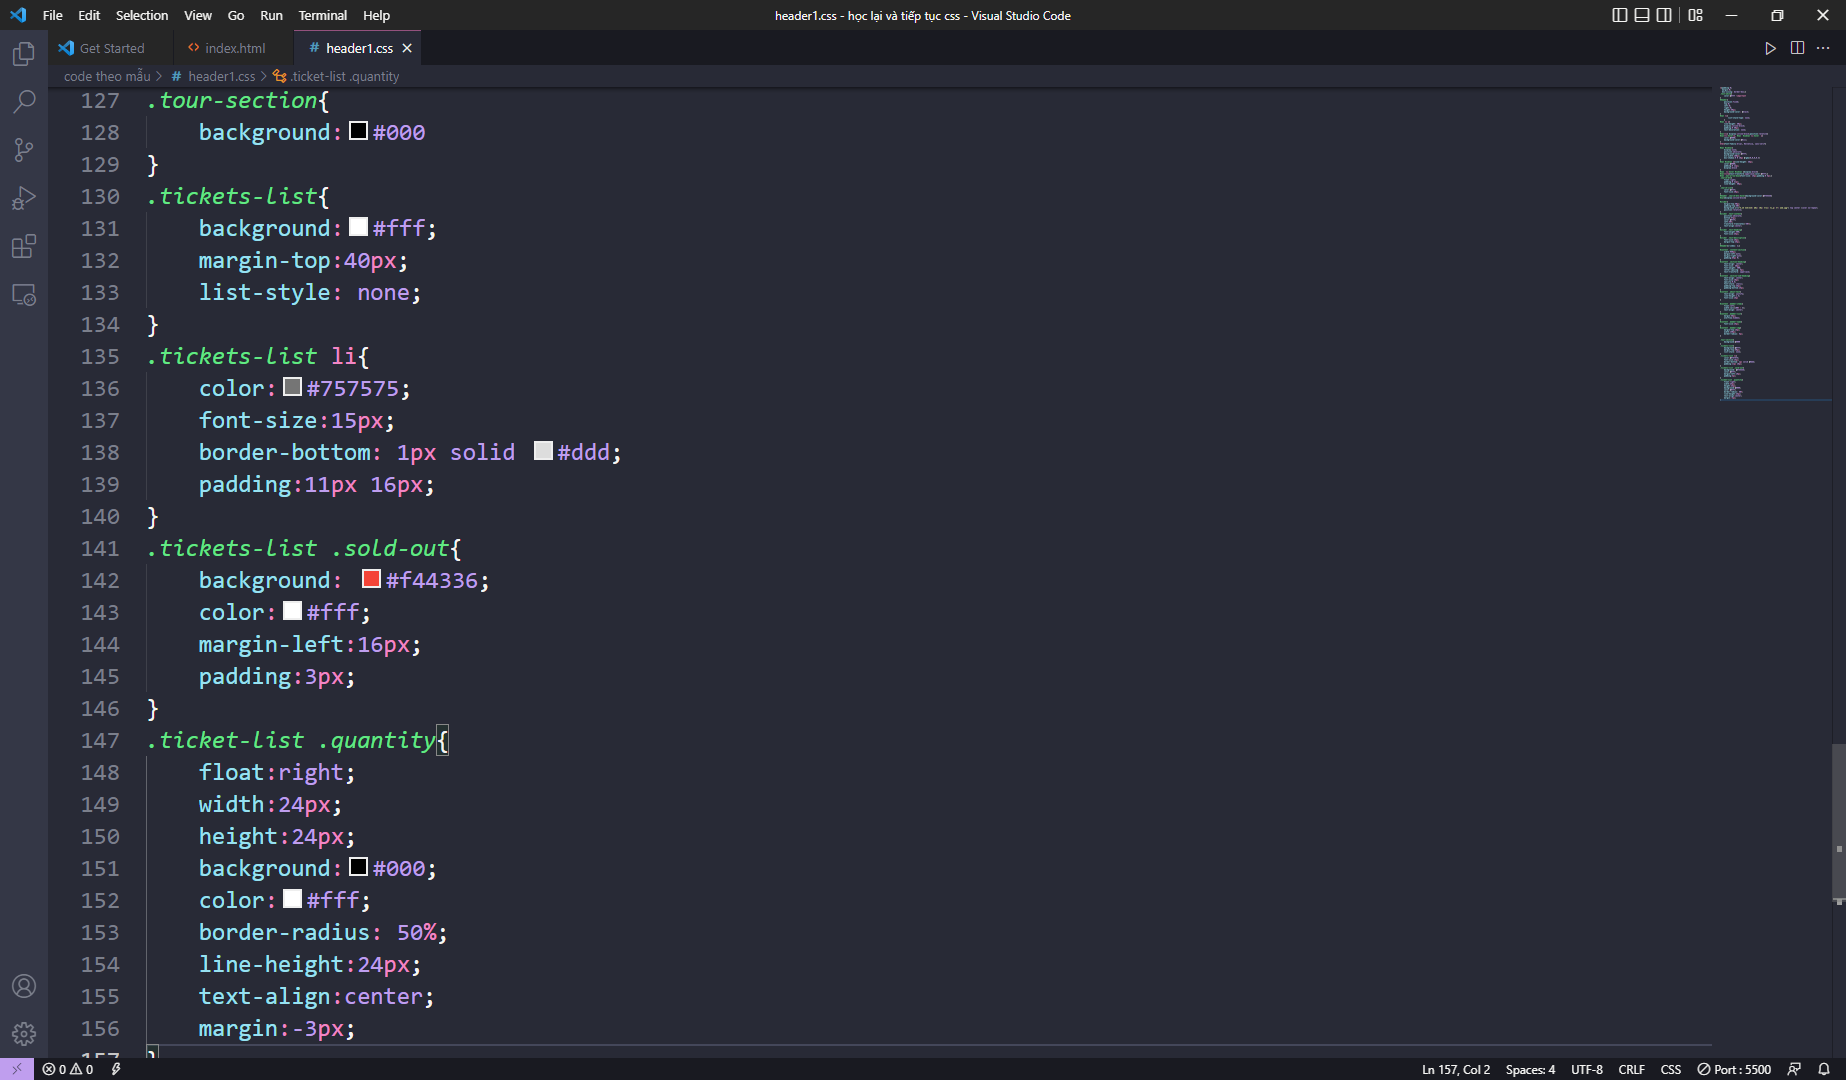 File Edit Selection View Go Run Terminal Help
header1.css - học lại và tiếp tục css - Visual Studio Code
Get Started
<> index.html
# header1.css ×
code theo mẫu > # header1.css > .ticket-list .quantity
127 .tour-section{
128 background: #000
129 }
130 .tickets-list{
131 background: #fff;
132 margin-top:40px;
133 list-style: none;
134 }
135 .tickets-list li{
136 color: #757575;
137 font-size:15px;
138 border-bottom: 1px solid #ddd;
139 padding:11px 16px;
140 }
141 .tickets-list .sold-out{
142 background: #f44336;
143 color: #fff;
144 margin-left:16px;
145 padding:3px;
146 }
147 .ticket-list .quantity{
148 float:right;
149 width:24px;
150 height:24px;
151 background: #000;
152 color: #fff;
153 border-radius: 50%;
154 line-height:24px;
155 text-align:center;
156 margin:-3px;
157 }
0 0
Ln 157, Col 2 Spaces: 4 UTF-8 CRLF CSS Port : 5500